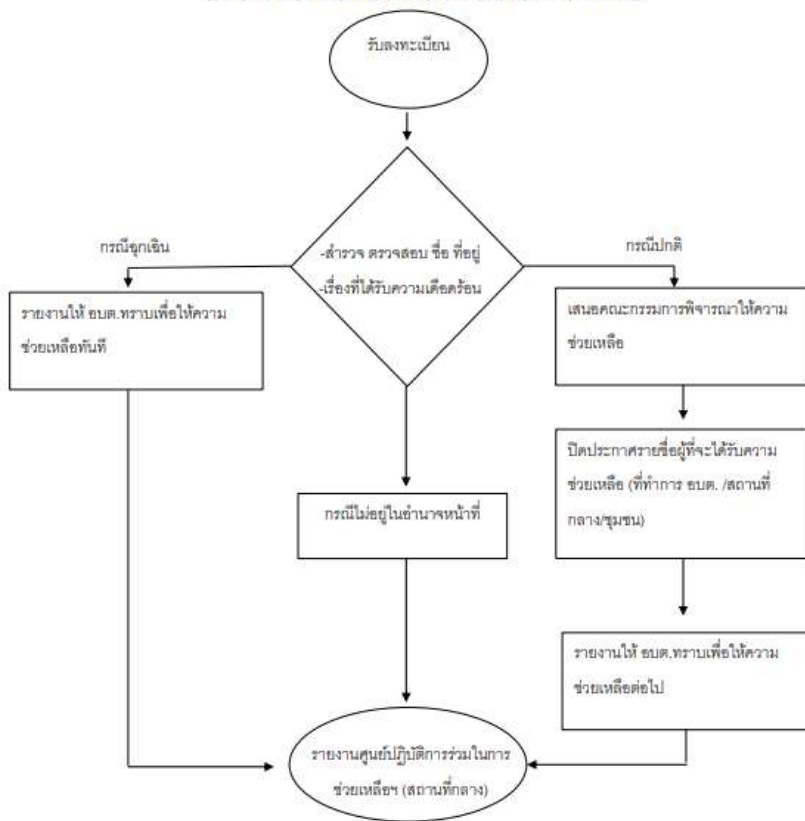 รับลงทะเบียน
-สำรวจ ตรวจสอบ ชื่อ ที่อยู่
-เรื่องที่ได้รับความเดือดร้อน
กรณีฉุกเฉิน
รายงานให้ อบต.ทราบเพื่อให้ความ
ช่วยเหลือทันที
กรณีปกติ
เสนอคณะกรรมการพิจารณาให้ความ
ช่วยเหลือ
ปิดประกาศรายชื่อผู้ที่จะได้รับความ
ช่วยเหลือ (ที่ทำการ อบต. /สถานที่
กลาง/ชุมชน)
กรณีไม่อยู่ในอำนาจหน้าที่
รายงานให้ อบต.ทราบเพื่อให้ความ
ช่วยเหลือต่อไป
รายงานศูนย์ปฏิบัติการร่วมในการ
ช่วยเหลือฯ (สถานที่กลาง)